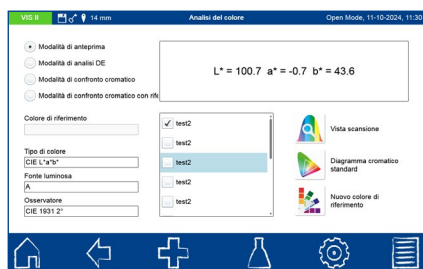 VIS II 14 mm Analisi del colore Open Mode, 11-10-2024, 11:30
Modalità di anteprima
Modalità di analisi DE
Modalità di confronto cromatico
Modalità di confronto cromatico con rife
L* = 100.7 a* = -0.7 b* = 43.6
Colore di riferimento
Tipo di colore
CIE L*a*b*
Fonte luminosa
A
Osservatore
CIE 1931 2°
test2
test2
test2
test2
Vista scansione
Diagramma cromatico
standard
Nuovo colore di
riferimento